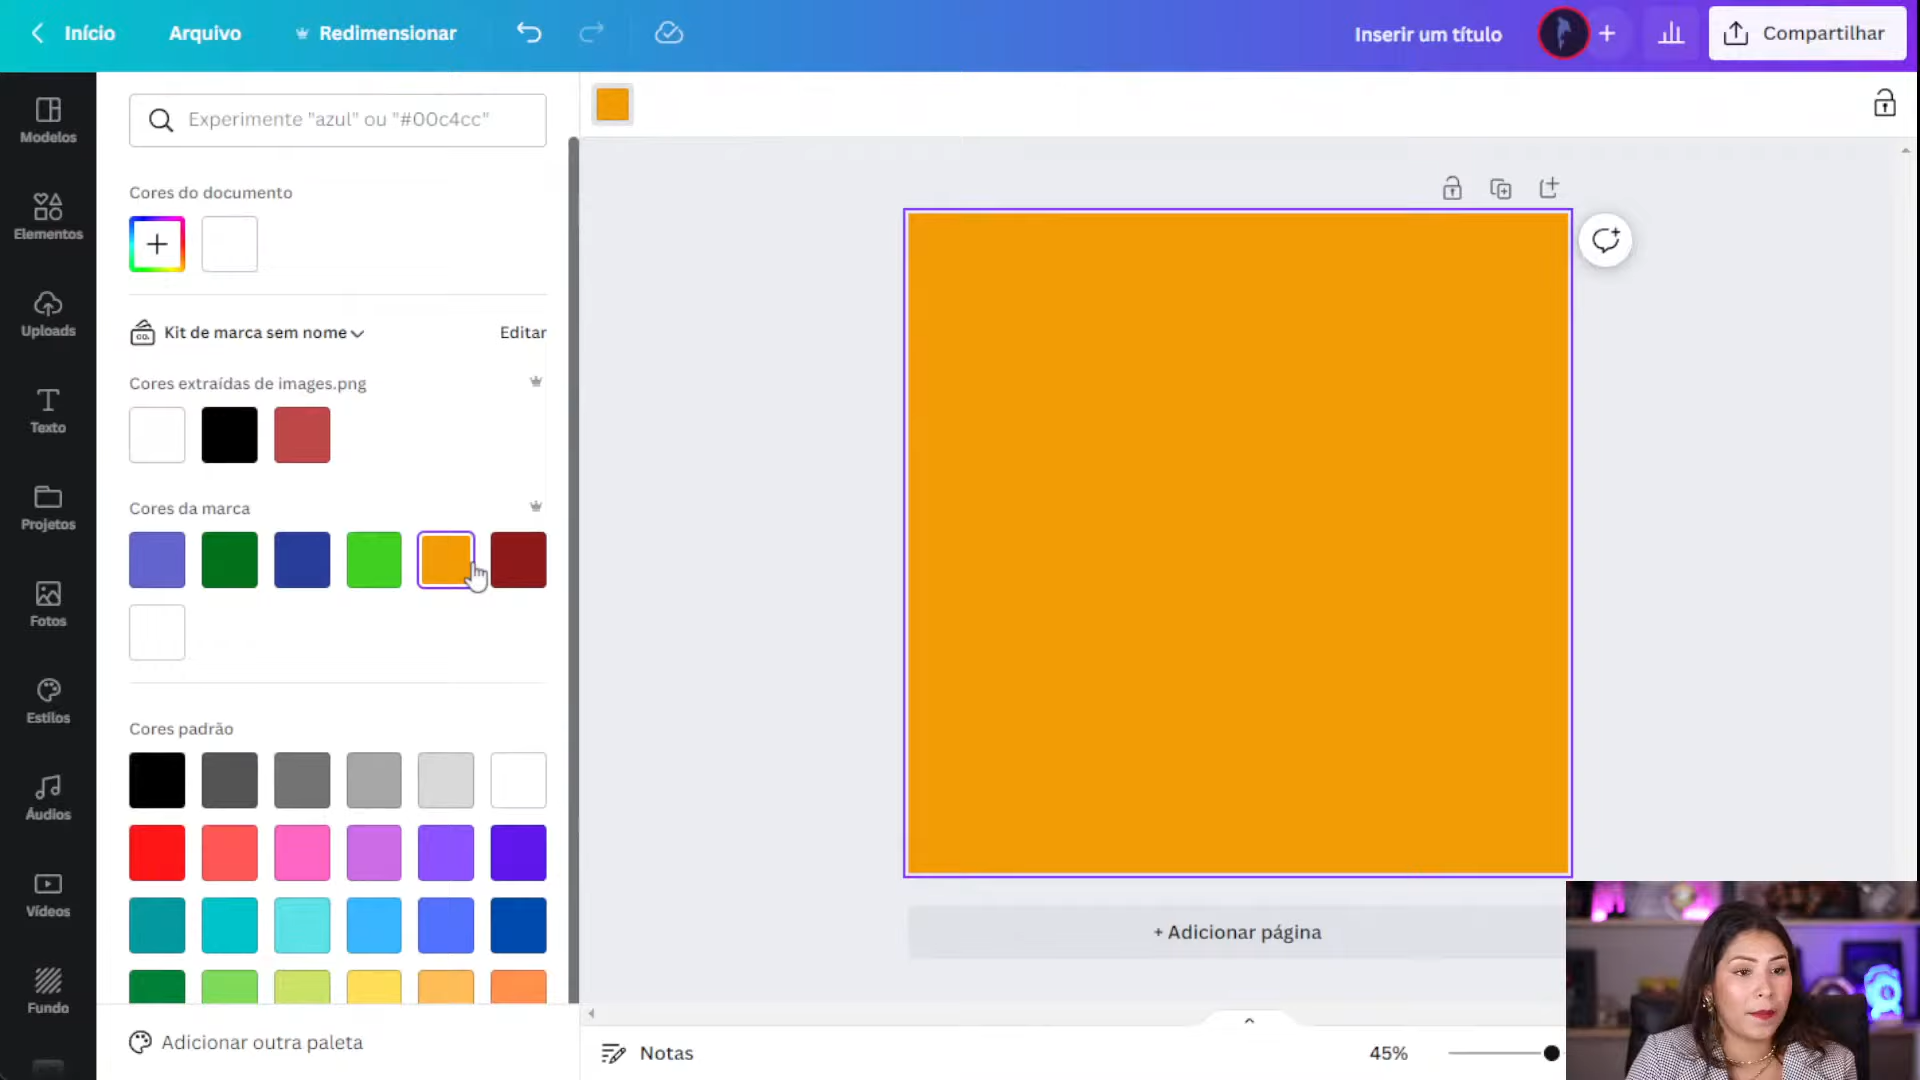 Início
Arquivo
Redimensionar
Inserir um título
Compartilhar
Modelos
Elementos
Uploads
Texto
Projetos
Fotos
Estilos
Áudios
Vídeos
Fundo
Experimente "azul" ou "#00c4cc"
Cores do documento
CO.
Kit de marca sem nome
Editar
Cores extraídas de images.png
Cores da marca
Cores padrão
Adicionar outra paleta
+ Adicionar página
Notas
45%